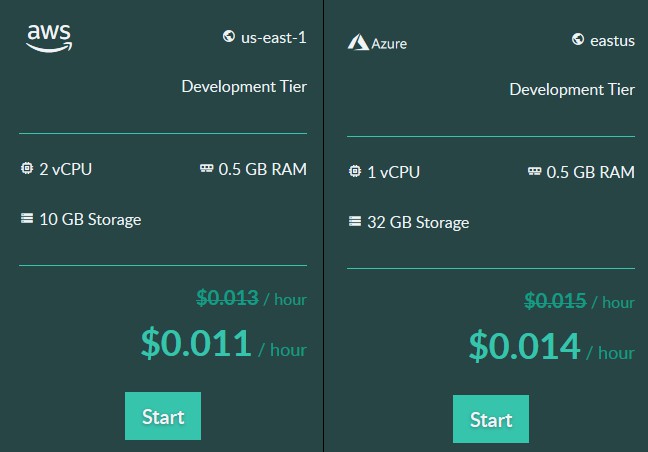 aws
us-east-1
Development Tier
2 vCPU
0.5 GB RAM
10 GB Storage
$0.013 / hour
$0.011 / hour
Start
Azure
eastus
Development Tier
1 vCPU
0.5 GB RAM
32 GB Storage
$0.015 / hour
$0.014 / hour
Start